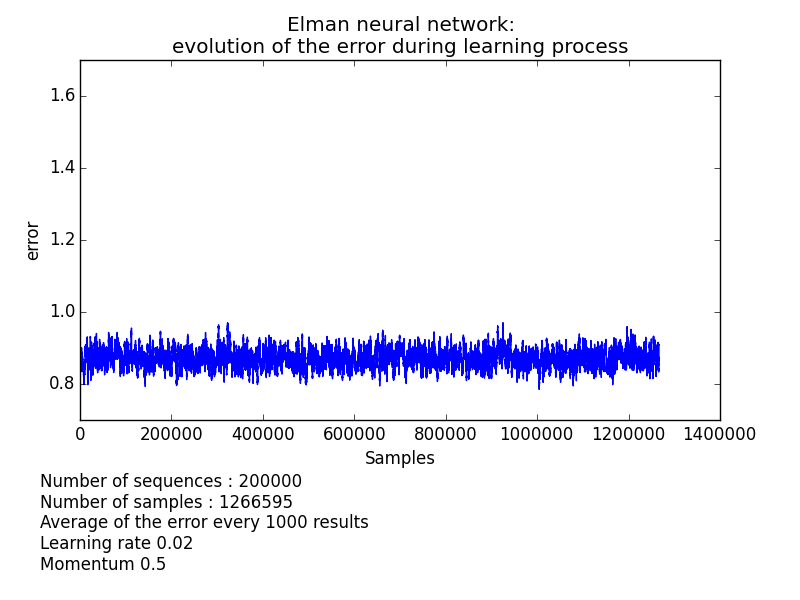 Elman neural network:
evolution of the error during learning process
1.6
1.4
1.2
1.0
0.8
error
0 200000 400000 600000 800000 1000000 1200000 1400000
Samples
Number of sequences : 200000
Number of samples : 1266595
Average of the error every 1000 results
Learning rate 0.02
Momentum 0.5